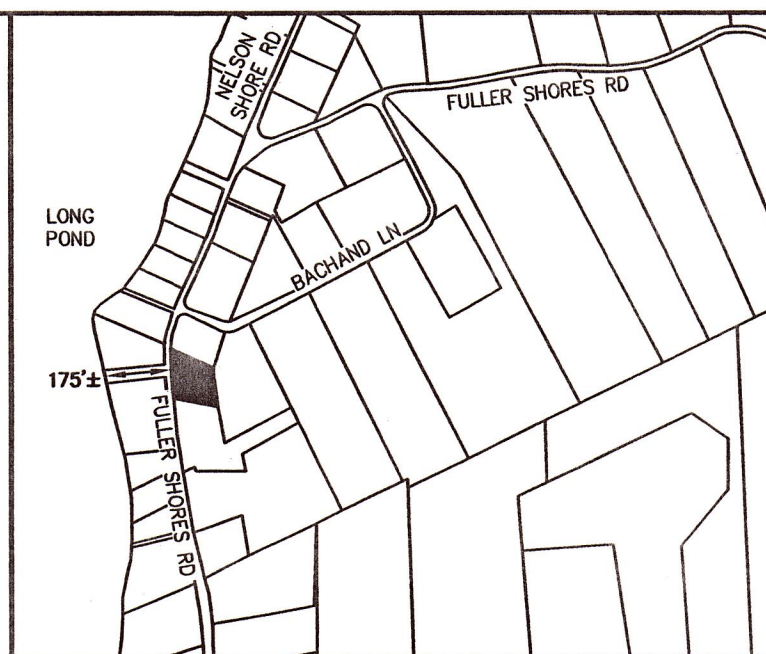 NELSON
SHORE RD
FULLER SHORES RD
LONG
POND
BACHAND LN
175'±
FULLER SHORES RD